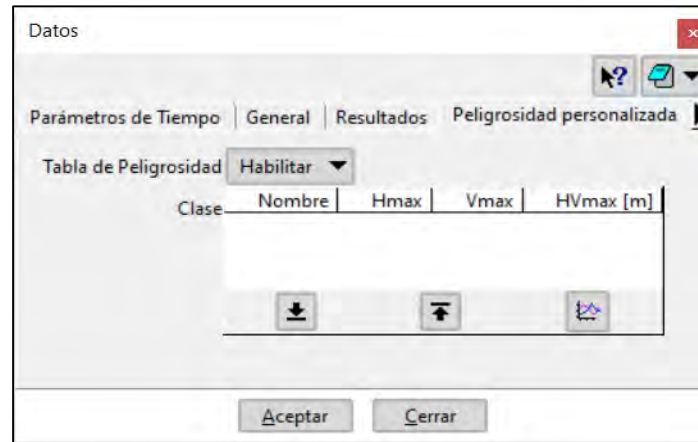 Datos
Parámetros de Tiempo General Resultados Peligrosidad personalizada
Tabla de Peligrosidad Habilitar
Clase Nombre Hmax Vmax HVmax [m]
Aceptar Cerrar